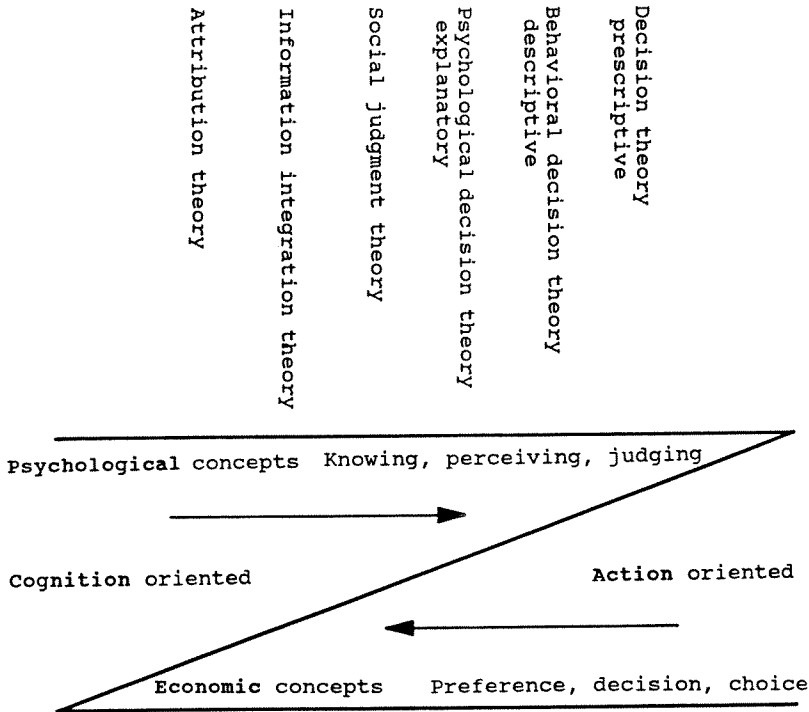 Attribution theory
Information integration theory
Social judgment theory
Psychological decision theory
explanatory
Behavioral decision theory
descriptive
Decision theory
prescriptive
Psychological concepts Knowing, perceiving, judging
Cognition oriented
Action oriented
Economic concepts Preference, decision, choice